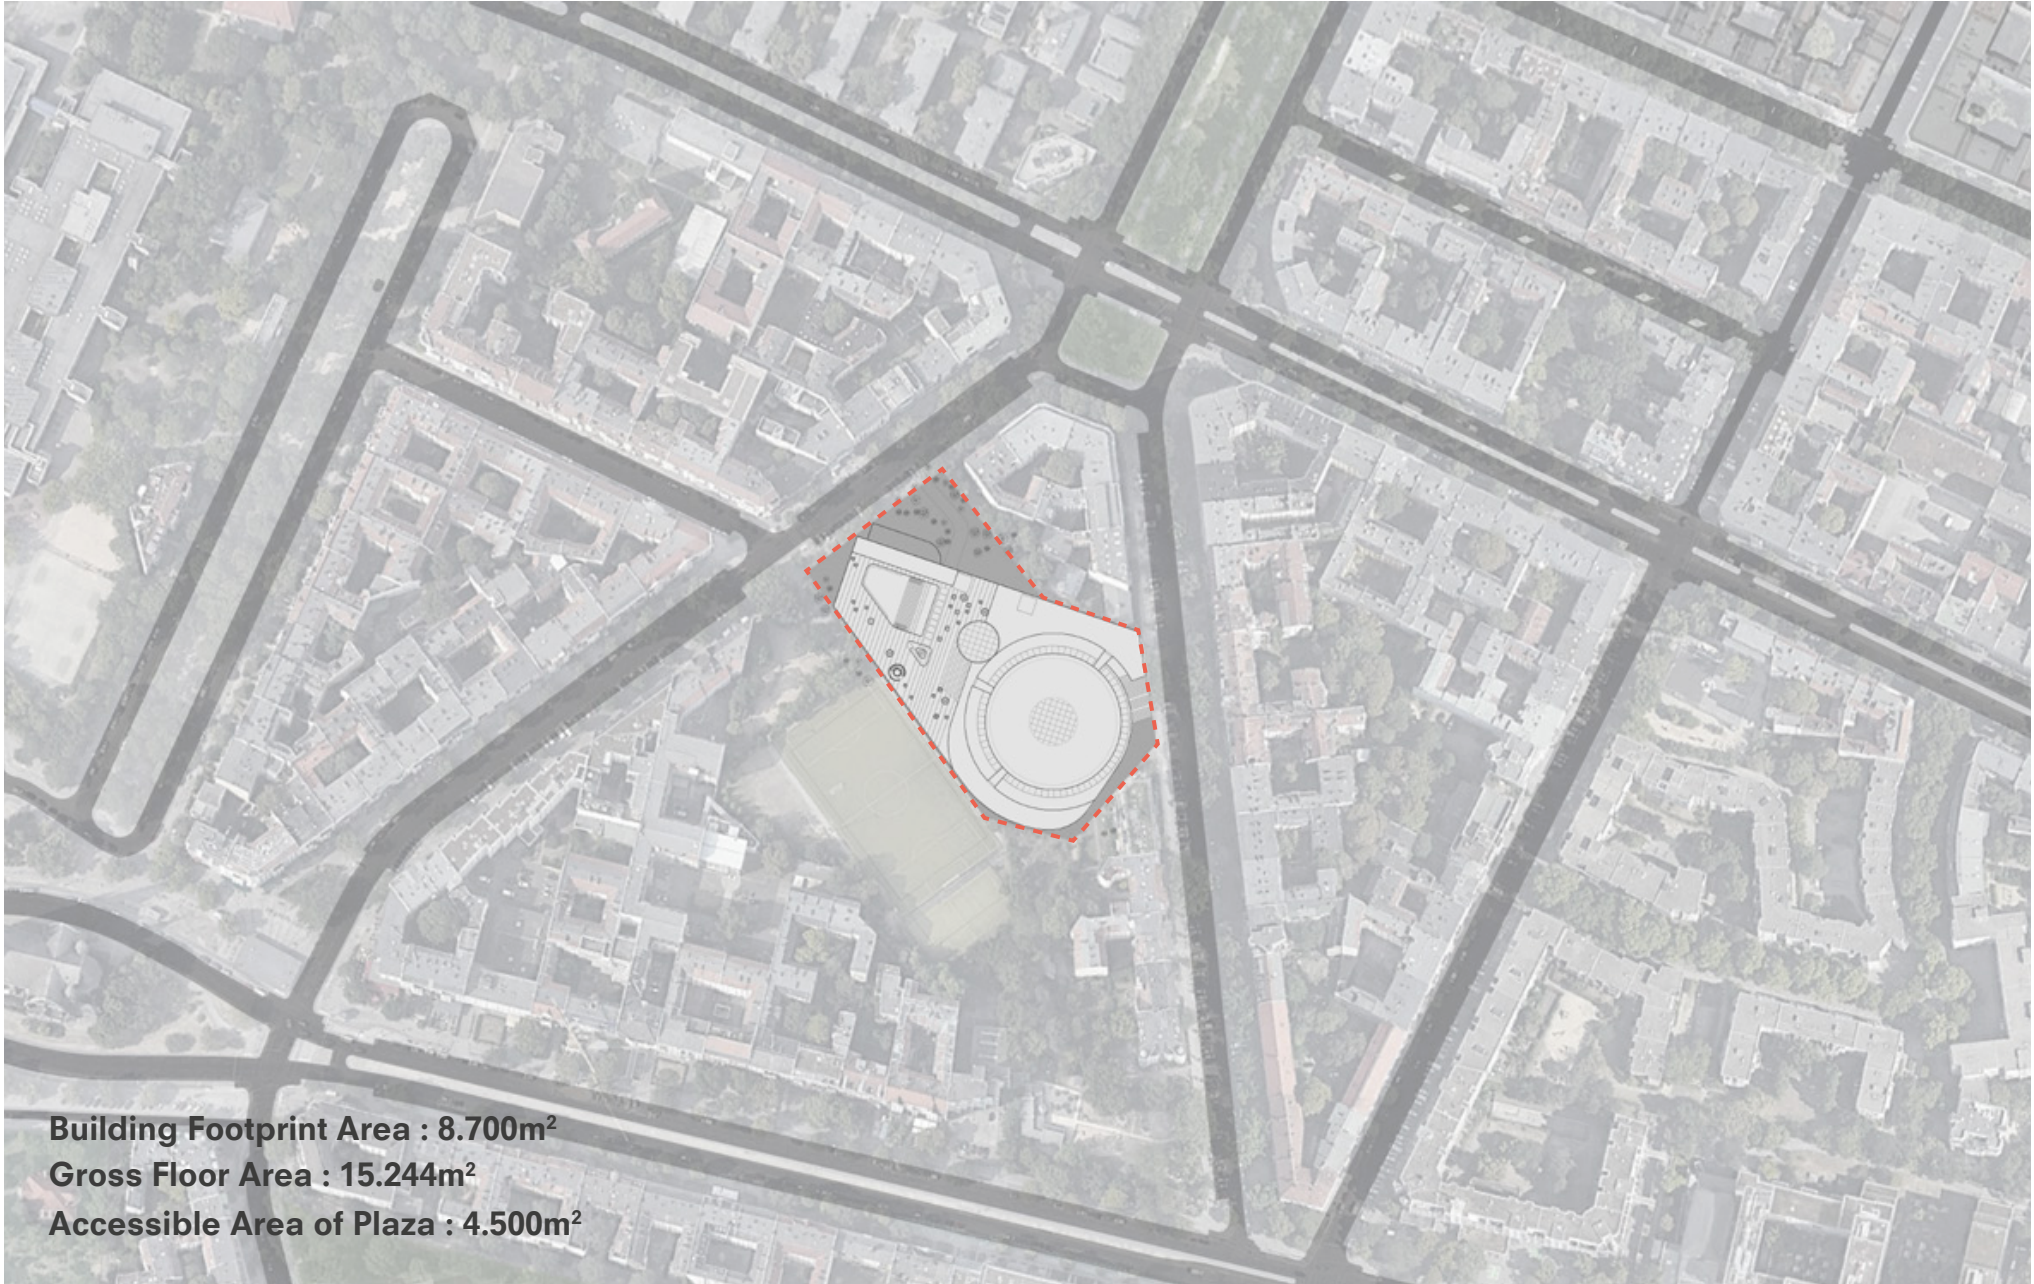 Building Footprint Area : 8.700m²
Gross Floor Area : 15.244m²
Accessible Area of Plaza : 4.500m²